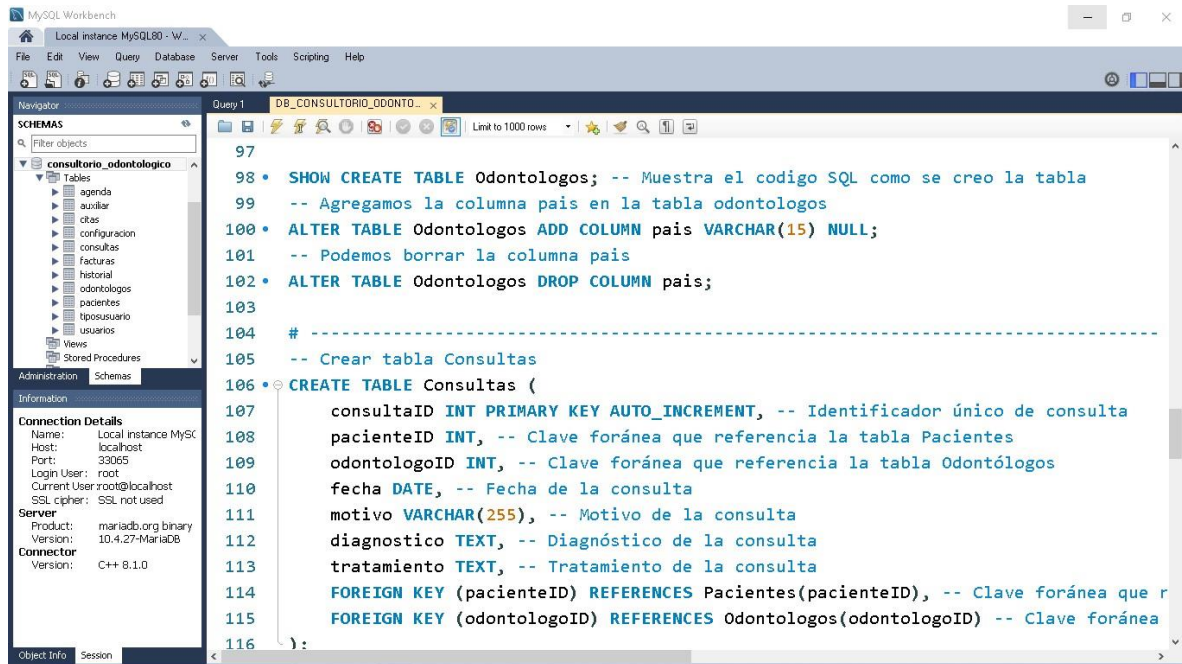 MySQL Workbench
Local instance MySQL80 - W...
File Edit View Query Database Server Tools Scripting Help
Navigator
SCHEMAS
Filter objects
consultorio_odontologico
Tables
agenda
auxiliar
citas
configuracion
consultas
facturas
historial
odontologos
pacientes
tiposusuario
usuarios
Views
Stored Procedures
Administration Schemas
Information
Connection Details
Name: Local instance MySC
Host: localhost
Port: 33065
Login User: root
Current User: root@localhost
SSL cipher: SSL not used
Server
Product: mariadb.org binary
Version: 10.4.27-MariaDB
Connector
Version: C++ 8.1.0
Object Info Session
Query 1 DB_CONSULTORIO_ODONTO...
Limit to 1000 rows
97
98 SHOW CREATE TABLE Odontologos; -- Muestra el codigo SQL como se creo la tabla
99 -- Agregamos la columna pais en la tabla odontologos
100 ALTER TABLE Odontologos ADD COLUMN pais VARCHAR(15) NULL;
101 -- Podemos borrar la columna pais
102 ALTER TABLE Odontologos DROP COLUMN pais;
103
104 # ----------------------------------------------------------------------------------
105 -- Crear tabla Consultas
106 CREATE TABLE Consultas (
107 consultaID INT PRIMARY KEY AUTO_INCREMENT, -- Identificador único de consulta
108 pacienteID INT, -- Clave foránea que referencia la tabla Pacientes
109 odontologoID INT, -- Clave foránea que referencia la tabla Odontólogos
110 fecha DATE, -- Fecha de la consulta
111 motivo VARCHAR(255), -- Motivo de la consulta
112 diagnostico TEXT, -- Diagnóstico de la consulta
113 tratamiento TEXT, -- Tratamiento de la consulta
114 FOREIGN KEY (pacienteID) REFERENCES Pacientes(pacienteID), -- Clave foránea que r
115 FOREIGN KEY (odontologoID) REFERENCES Odontologos(odontologoID) -- Clave foránea
116 );